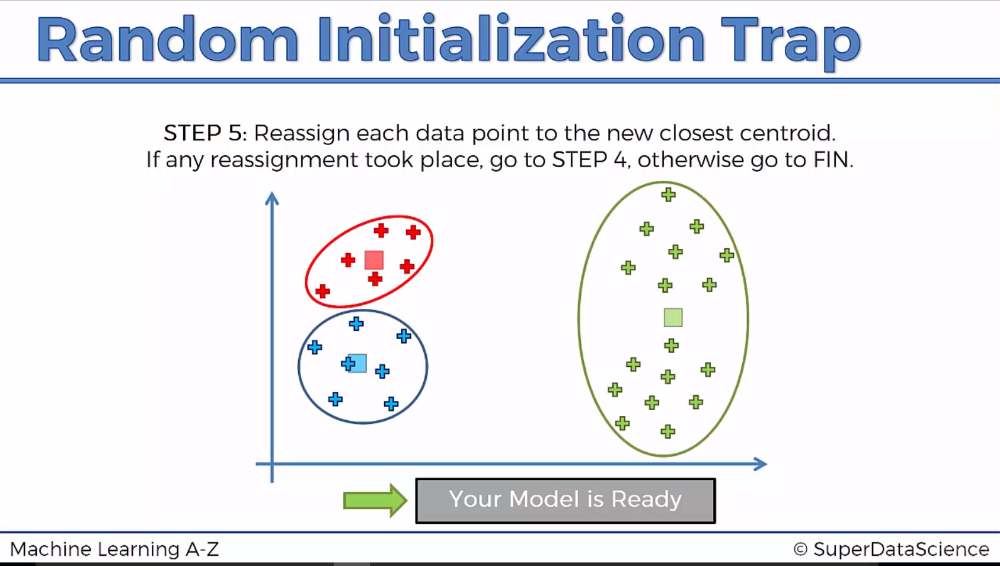 Random Initialization Trap
STEP 5: Reassign each data point to the new closest centroid.
If any reassignment took place, go to STEP 4, otherwise go to FIN.
Your Model is Ready
Machine Learning A-Z
© SuperDataScience